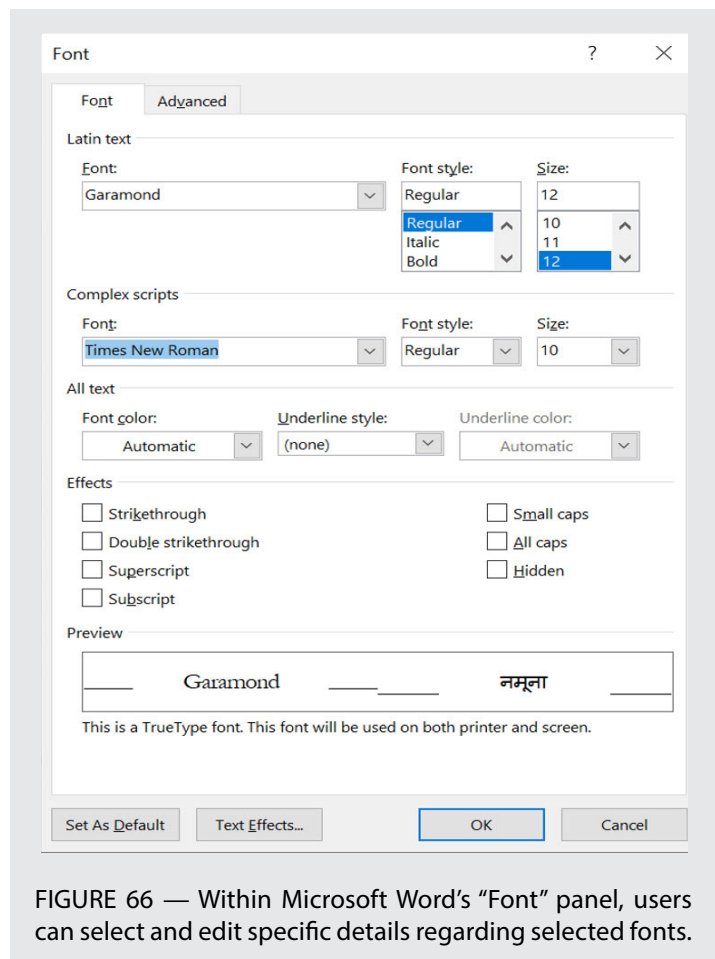 Font ?
Font Advanced
Latin text
Font: Font style: Size:
Garamond Regular 12
Regular 10
Italic 11
Bold 12
Complex scripts
Font: Font style: Size:
Times New Roman Regular 10
All text
Font color: Underline style: Underline color:
Automatic (none) Automatic
Effects
Strikethrough Small caps
Double strikethrough All caps
Superscript Hidden
Subscript
Preview
Garamond नमूना
This is a TrueType font. This font will be used on both printer and screen.
Set As Default Text Effects... OK Cancel
FIGURE 66 — Within Microsoft Word's “Font” panel, users
can select and edit specific details regarding selected fonts.